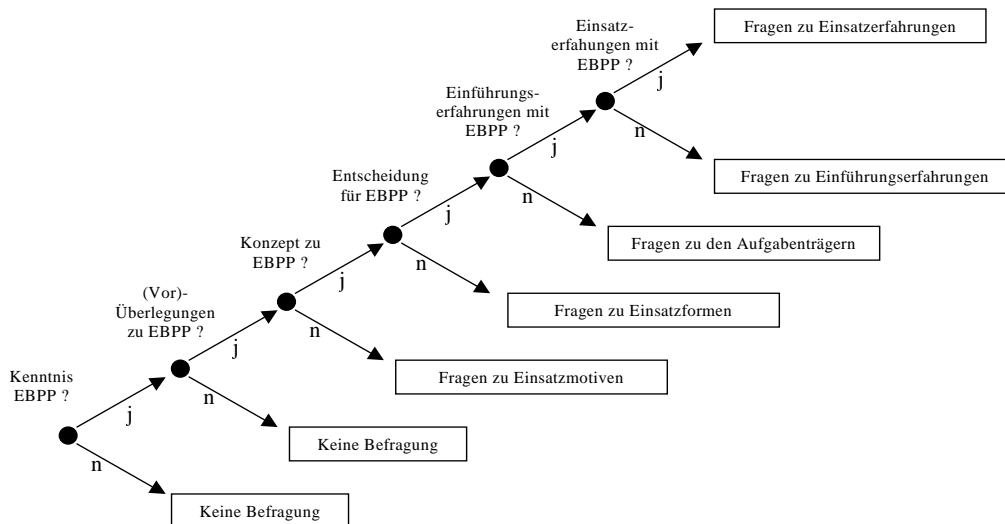 Einsatz-
erfahungen mit
EBPP ?
Fragen zu Einsatzerfahrungen
j
Einführungs-
erfahrungen mit
EBPP ?
n
j
Fragen zu Einführungserfahrungen
Entscheidung
für EBPP ?
n
j
Fragen zu den Aufgabenträgern
Konzept zu
EBPP ?
n
j
Fragen zu Einsatzformen
(Vor)-
Überlegungen
zu EBPP ?
n
j
Fragen zu Einsatzmotiven
Kenntnis
EBPP ?
n
j
Keine Befragung
n
Keine Befragung